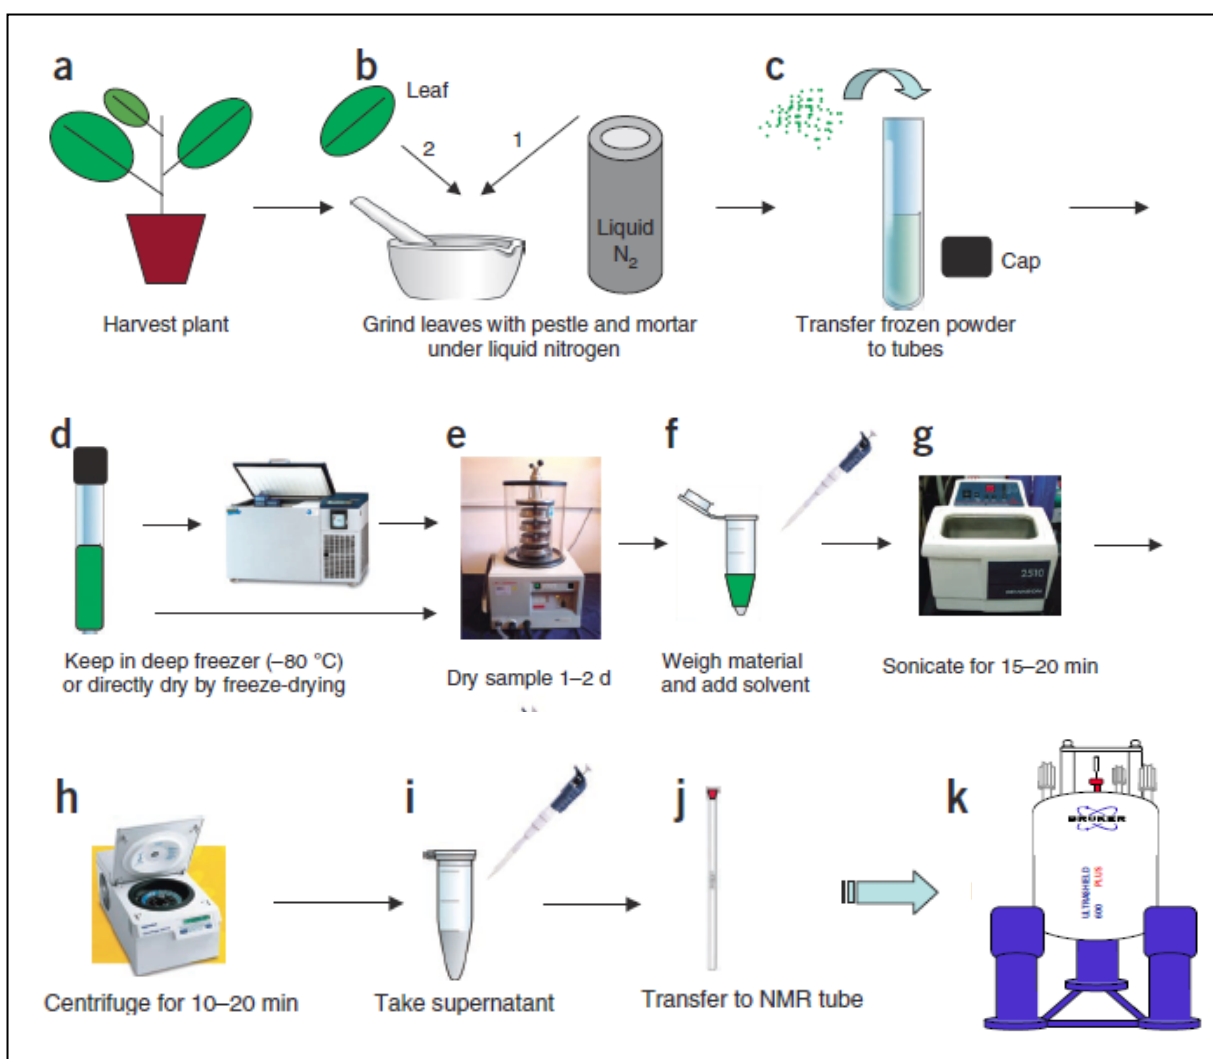 a
b
Leaf
2
1
Liquid
N2
c
Cap
Harvest plant
Grind leaves with pestle and mortar
under liquid nitrogen
Transfer frozen powder
to tubes
d
e
f
g
2510
Keep in deep freezer (–80 °C)
or directly dry by freeze-drying
Dry sample 1–2 d
Weigh material
and add solvent
Sonicate for 15–20 min
h
i
j
k
BRUKER
ULTRASHIELD PLUS
600
Centrifuge for 10–20 min
Take supernatant
Transfer to NMR tube